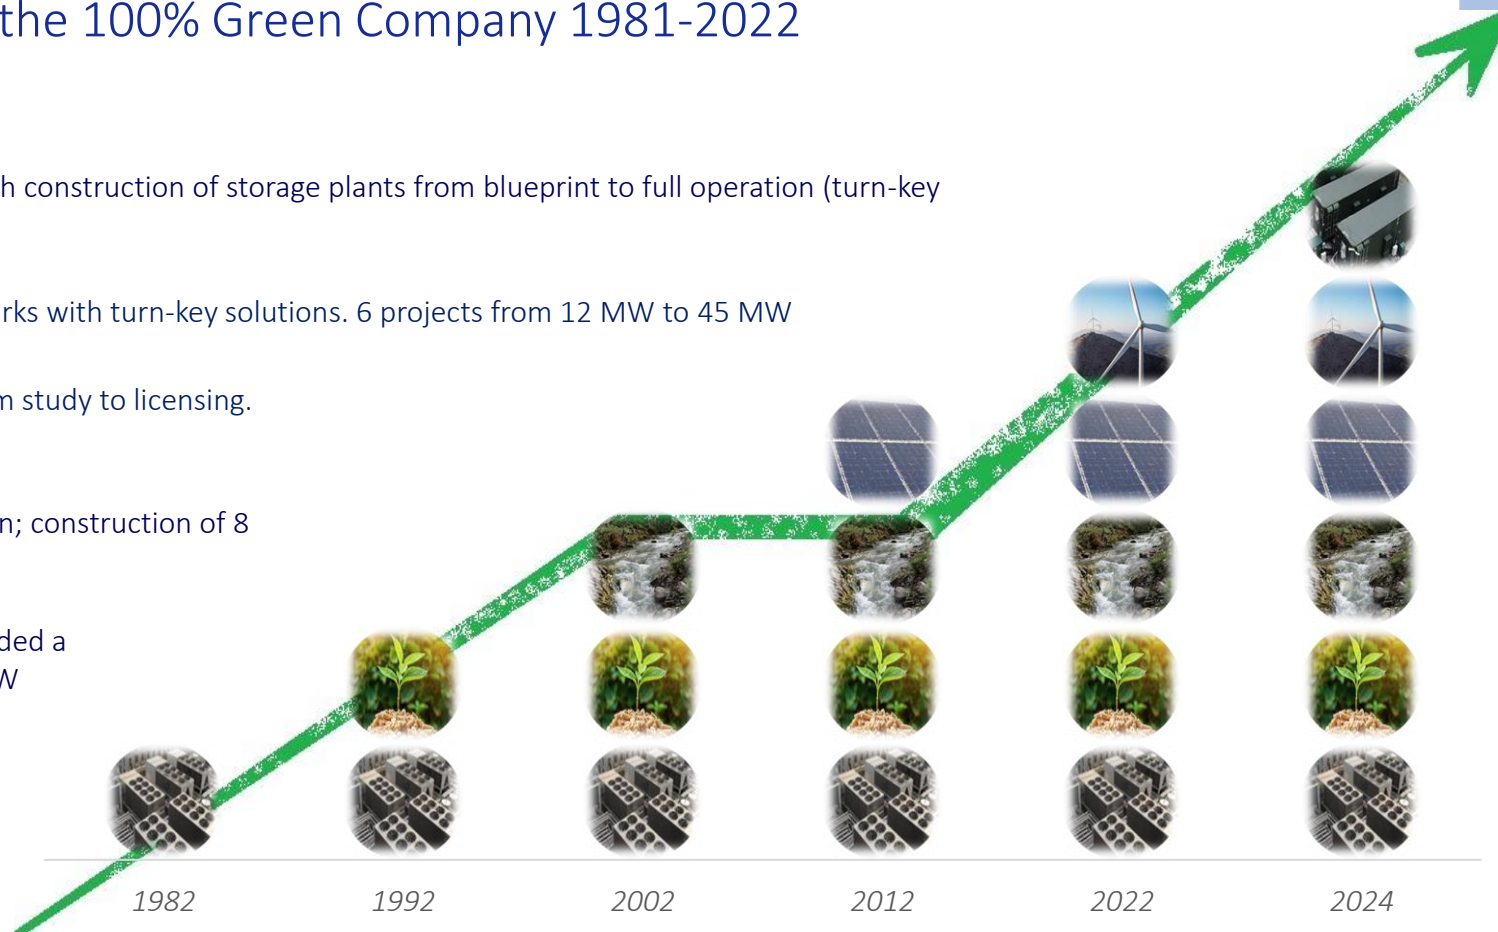 the 100% Green Company 1981-2022
construction of storage plants from blueprint to full operation (turn-key
with turn-key solutions. 6 projects from 12 MW to 45 MW
study to licensing.
construction of 8
a
1982 1992 2002 2012 2022 2024